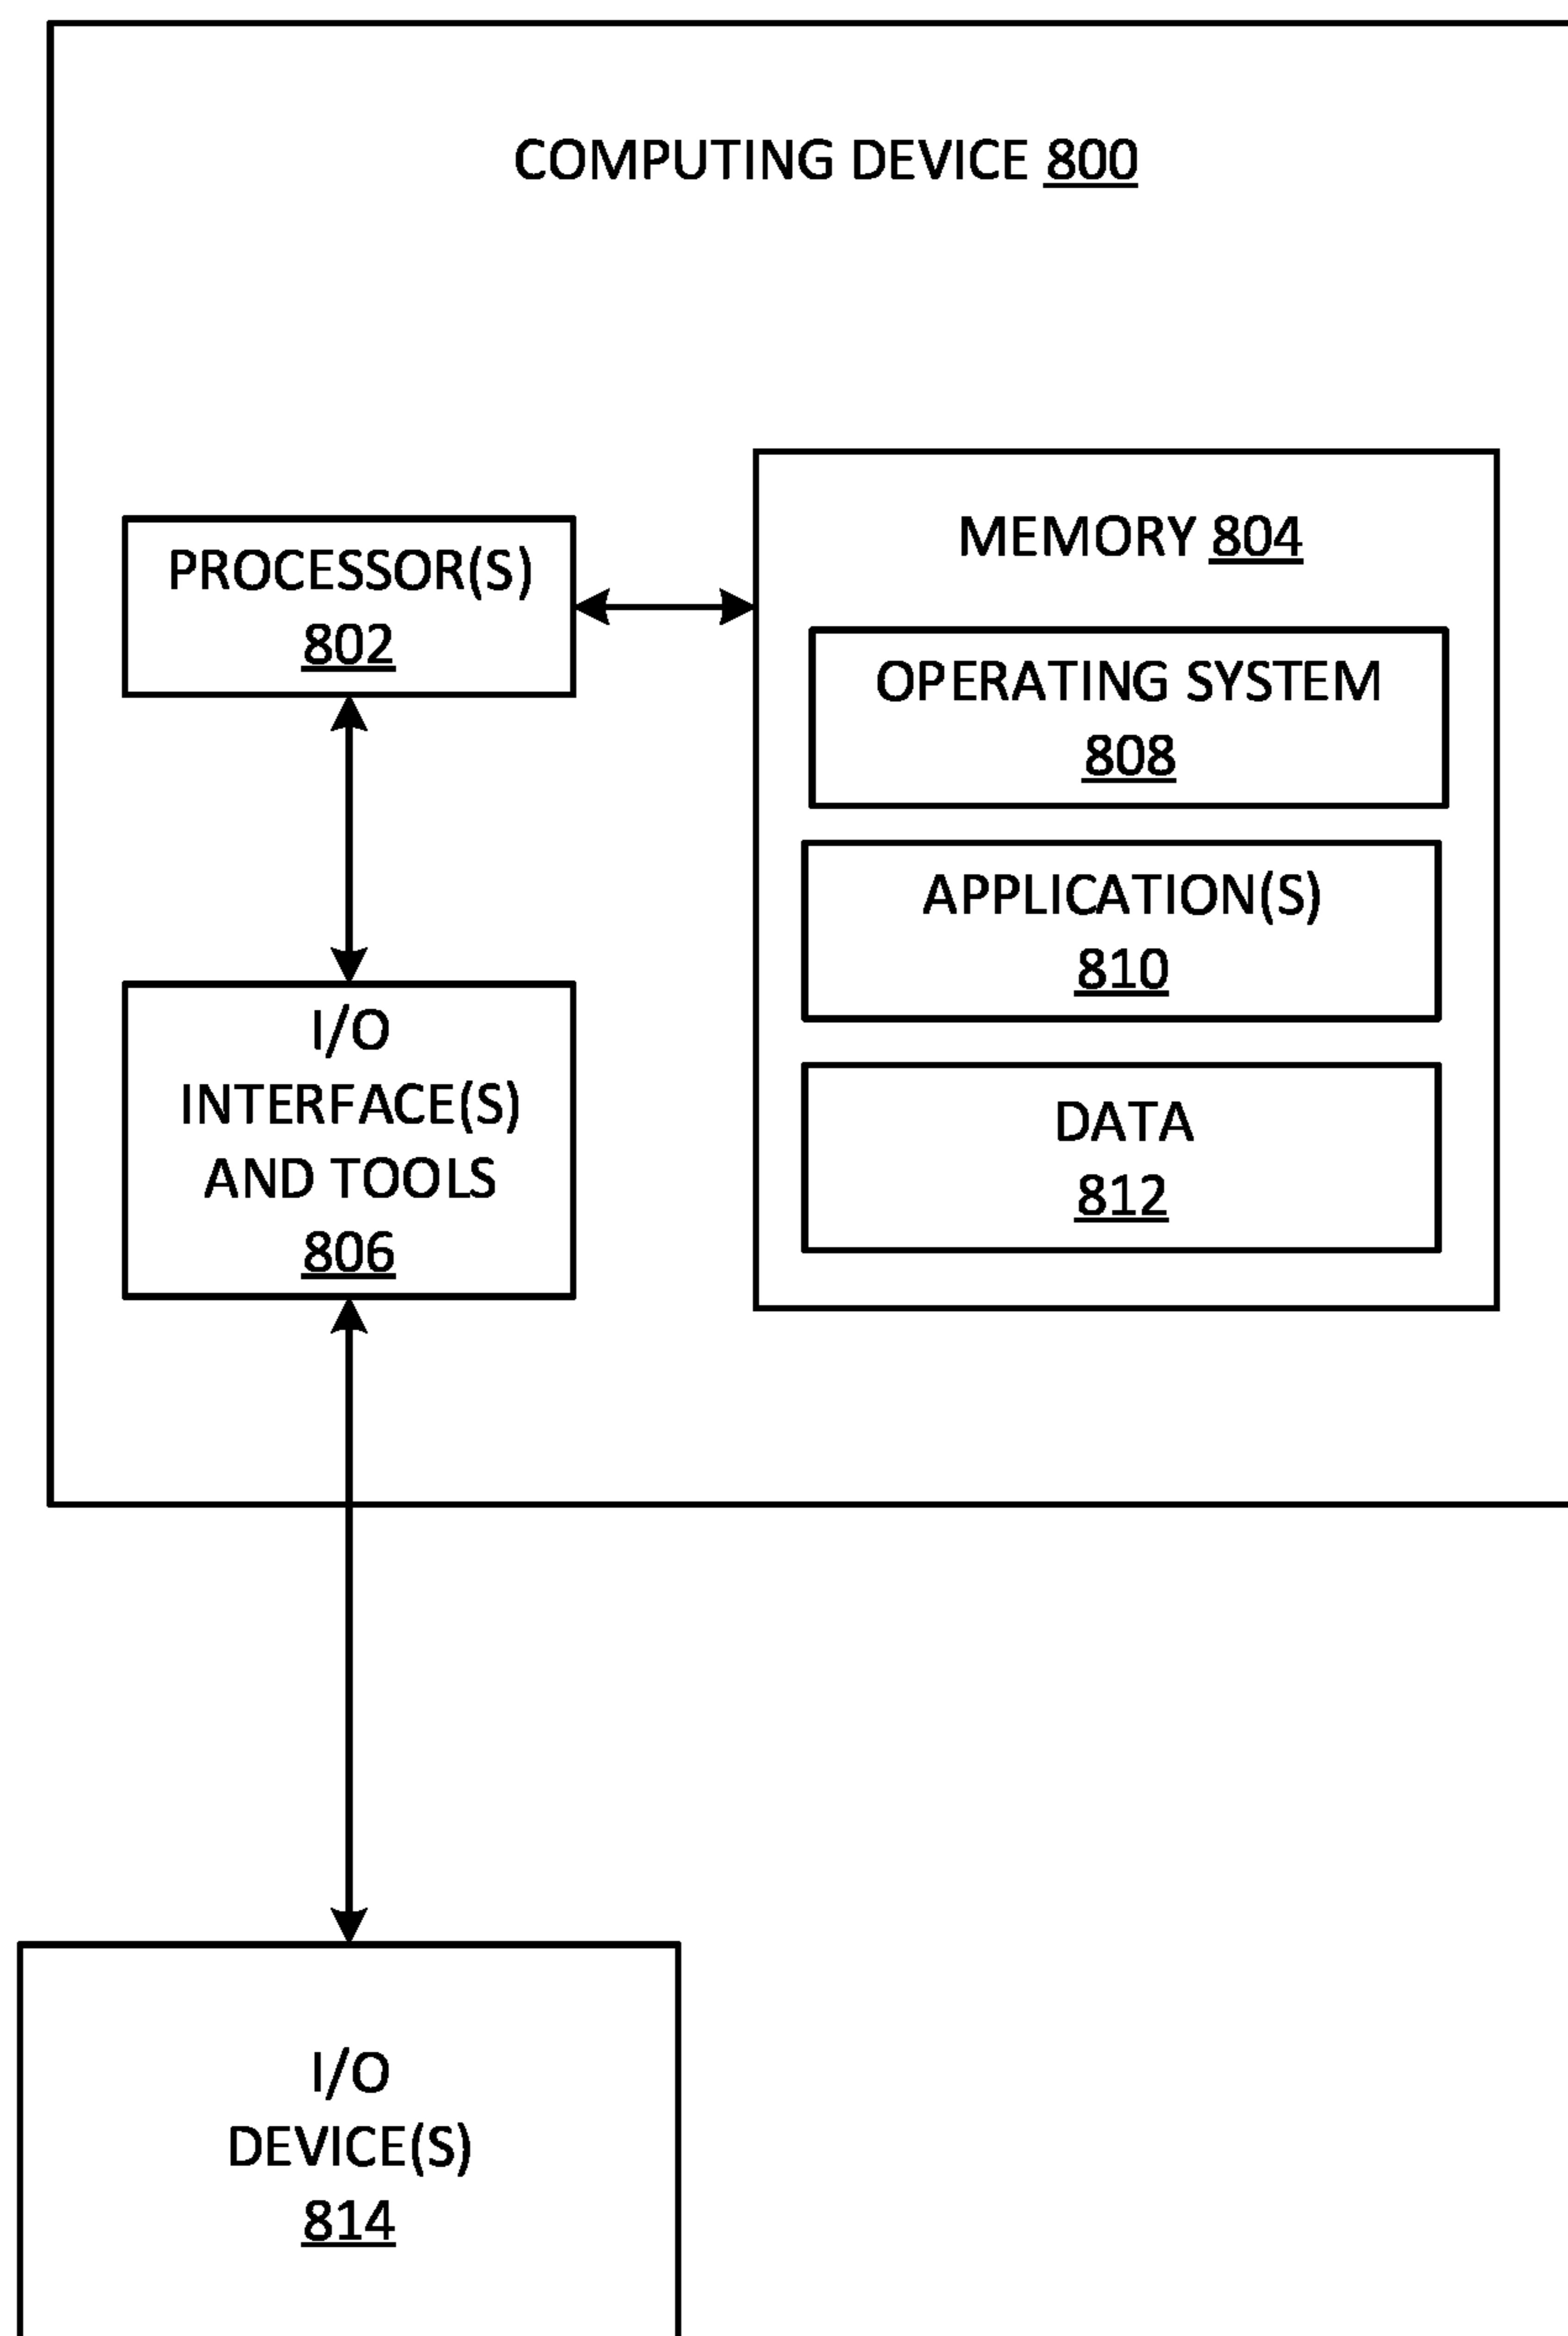 COMPUTING DEVICE 800
PROCESSOR(S)
802
MEMORY 804
OPERATING SYSTEM
808
APPLICATION(S)
810
I/O
INTERFACE(S)
AND TOOLS
806
DATA
812
I/O
DEVICE(S)
814